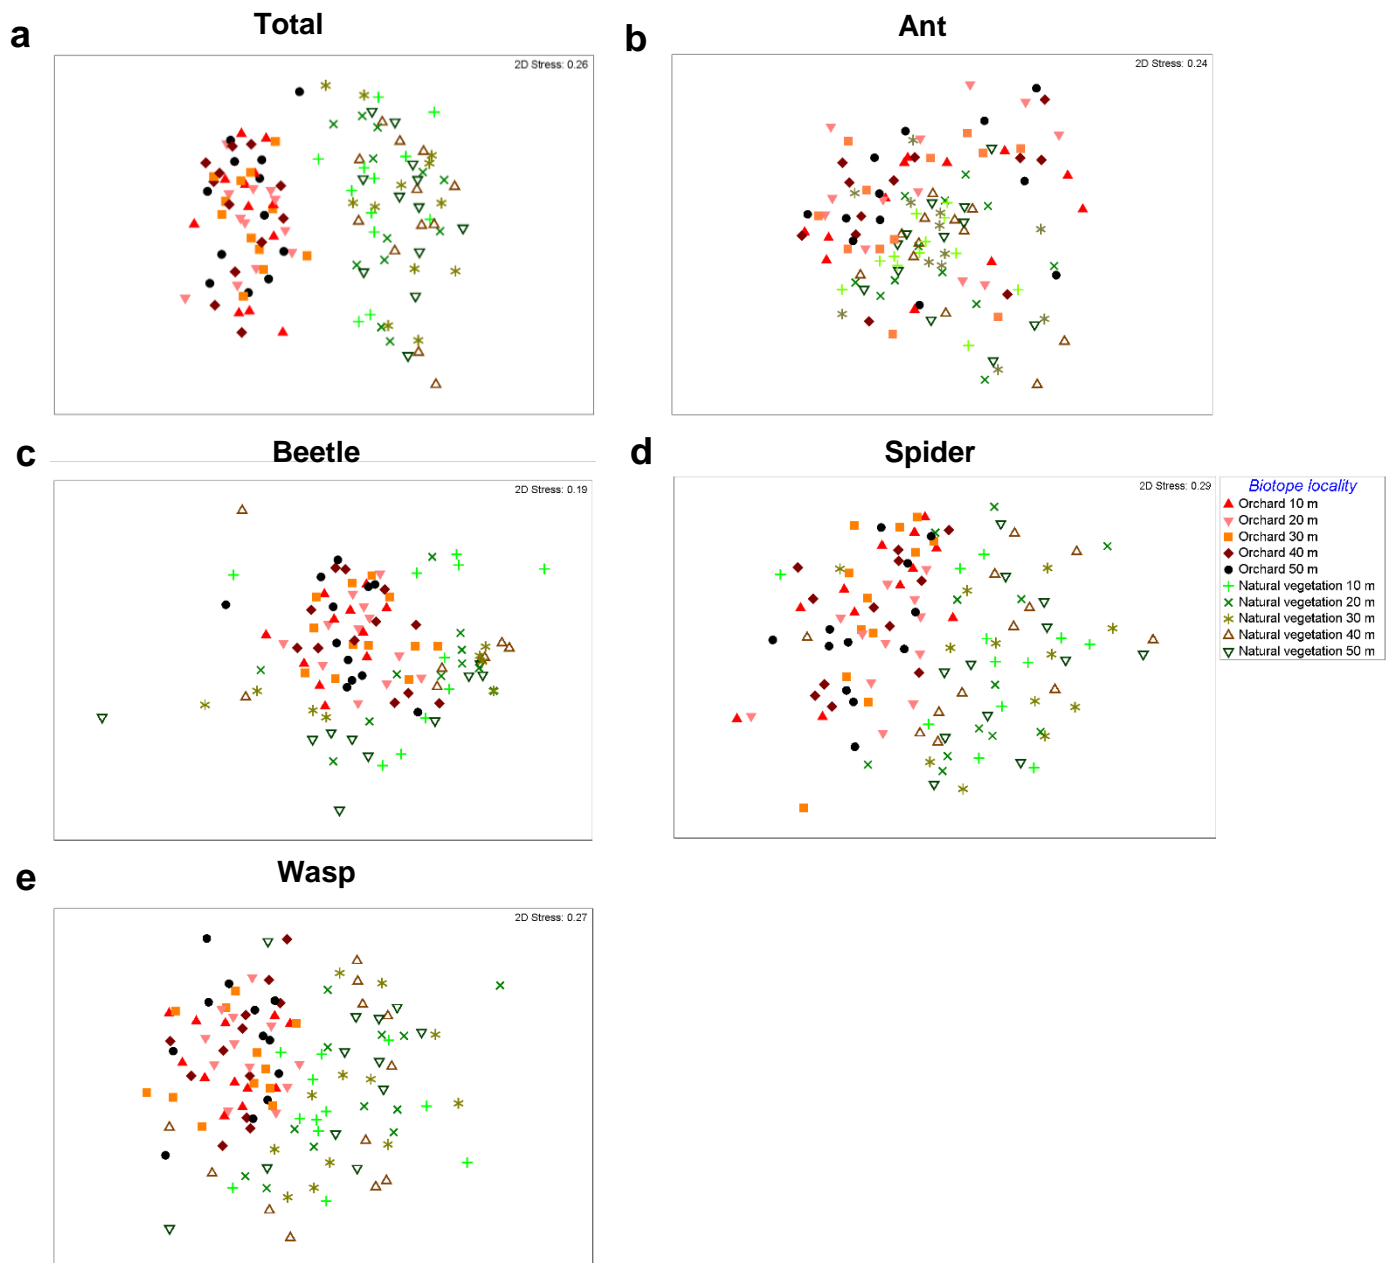 a
Total
2D Stress: 0.26
b
Ant
2D Stress: 0.24
c
Beetle
2D Stress: 0.19
d
Spider
2D Stress: 0.29
Biotope locality
Orchard 10 m
Orchard 20 m
Orchard 30 m
Orchard 40 m
Orchard 50 m
Natural vegetation 10 m
Natural vegetation 20 m
Natural vegetation 30 m
Natural vegetation 40 m
Natural vegetation 50 m
e
Wasp
2D Stress: 0.27